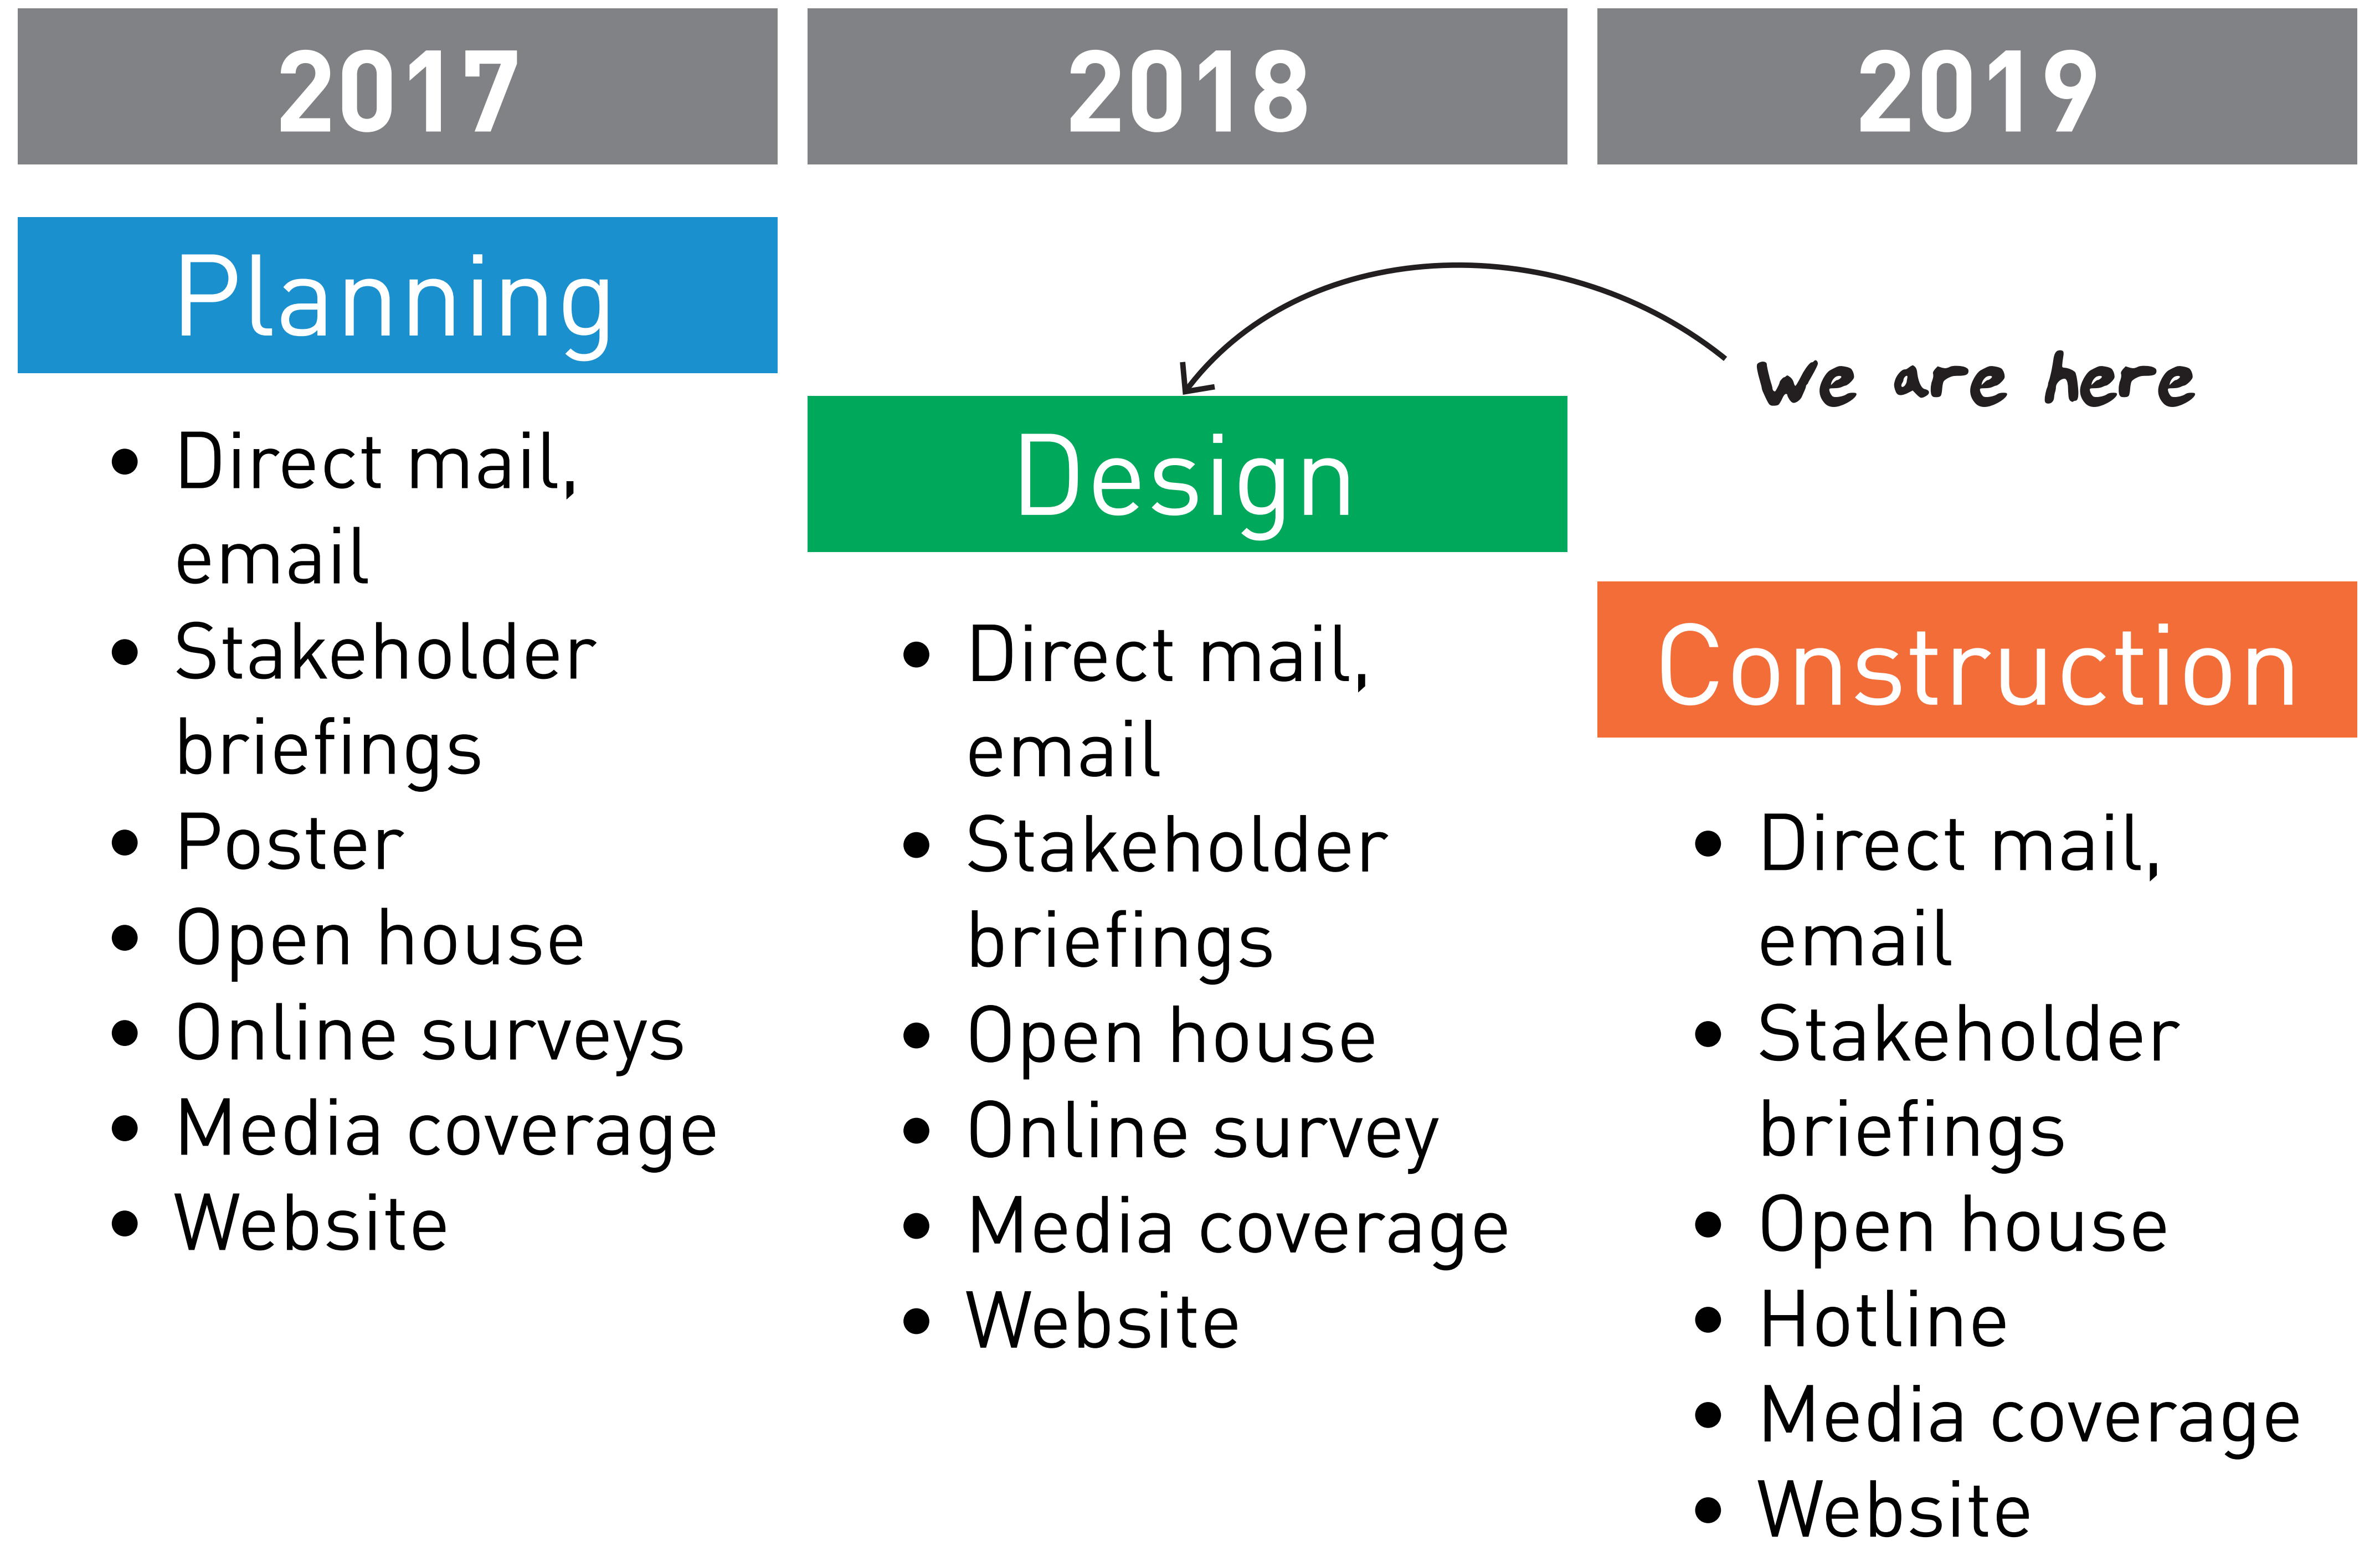 2017
Planning
• Direct mail,
email
• Stakeholder
briefings
• Poster
• Open house
• Online surveys
• Media coverage
• Website
2018
Design
• Direct mail,
email
• Stakeholder
briefings
• Open house
• Online survey
• Media coverage
• Website
2019
we are here
Construction
• Direct mail,
email
• Stakeholder
briefings
• Open house
• Hotline
• Media coverage
• Website